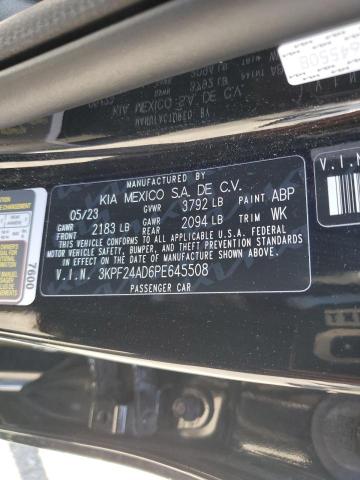 MANUFACTURED BY
KIA MEXICO S.A. DE C.V.
05/23 GVWR 3792 LB PAINT ABP
GAWR FRONT 2183 LB GAWR REAR 2094 LB TRIM WK
THIS VEHICLE CONFORMS TO ALL APPLICABLE U.S.A. FEDERAL
MOTOR VEHICLE SAFETY, BUMPER, AND THEFT PREVENTION
STANDARDS IN EFFECT ON THE DATE OF MANUFACTURE SHOWN ABOVE.
V.I.N. 3KPF24AD6PE645508
PASSENGER CAR
V.I.N
7600